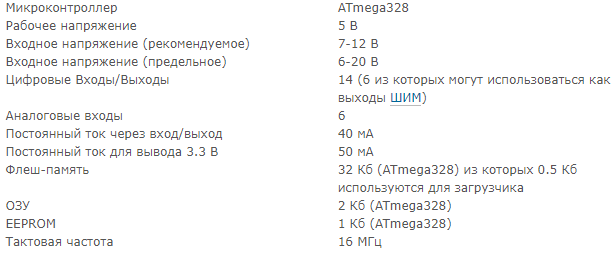 Микроконтроллер ATmega328
Рабочее напряжение 5 В
Входное напряжение (рекомендуемое) 7-12 В
Входное напряжение (предельное) 6-20 В
Цифровые Входы/Выходы 14 (6 из которых могут использоваться как
выходы ШИМ)
Аналоговые входы 6
Постоянный ток через вход/выход 40 мА
Постоянный ток для вывода 3.3 В 50 мА
Флеш-память 32 Кб (ATmega328) из которых 0.5 Кб
используются для загрузчика
ОЗУ 2 Кб (ATmega328)
EEPROM 1 Кб (ATmega328)
Тактовая частота 16 МГц